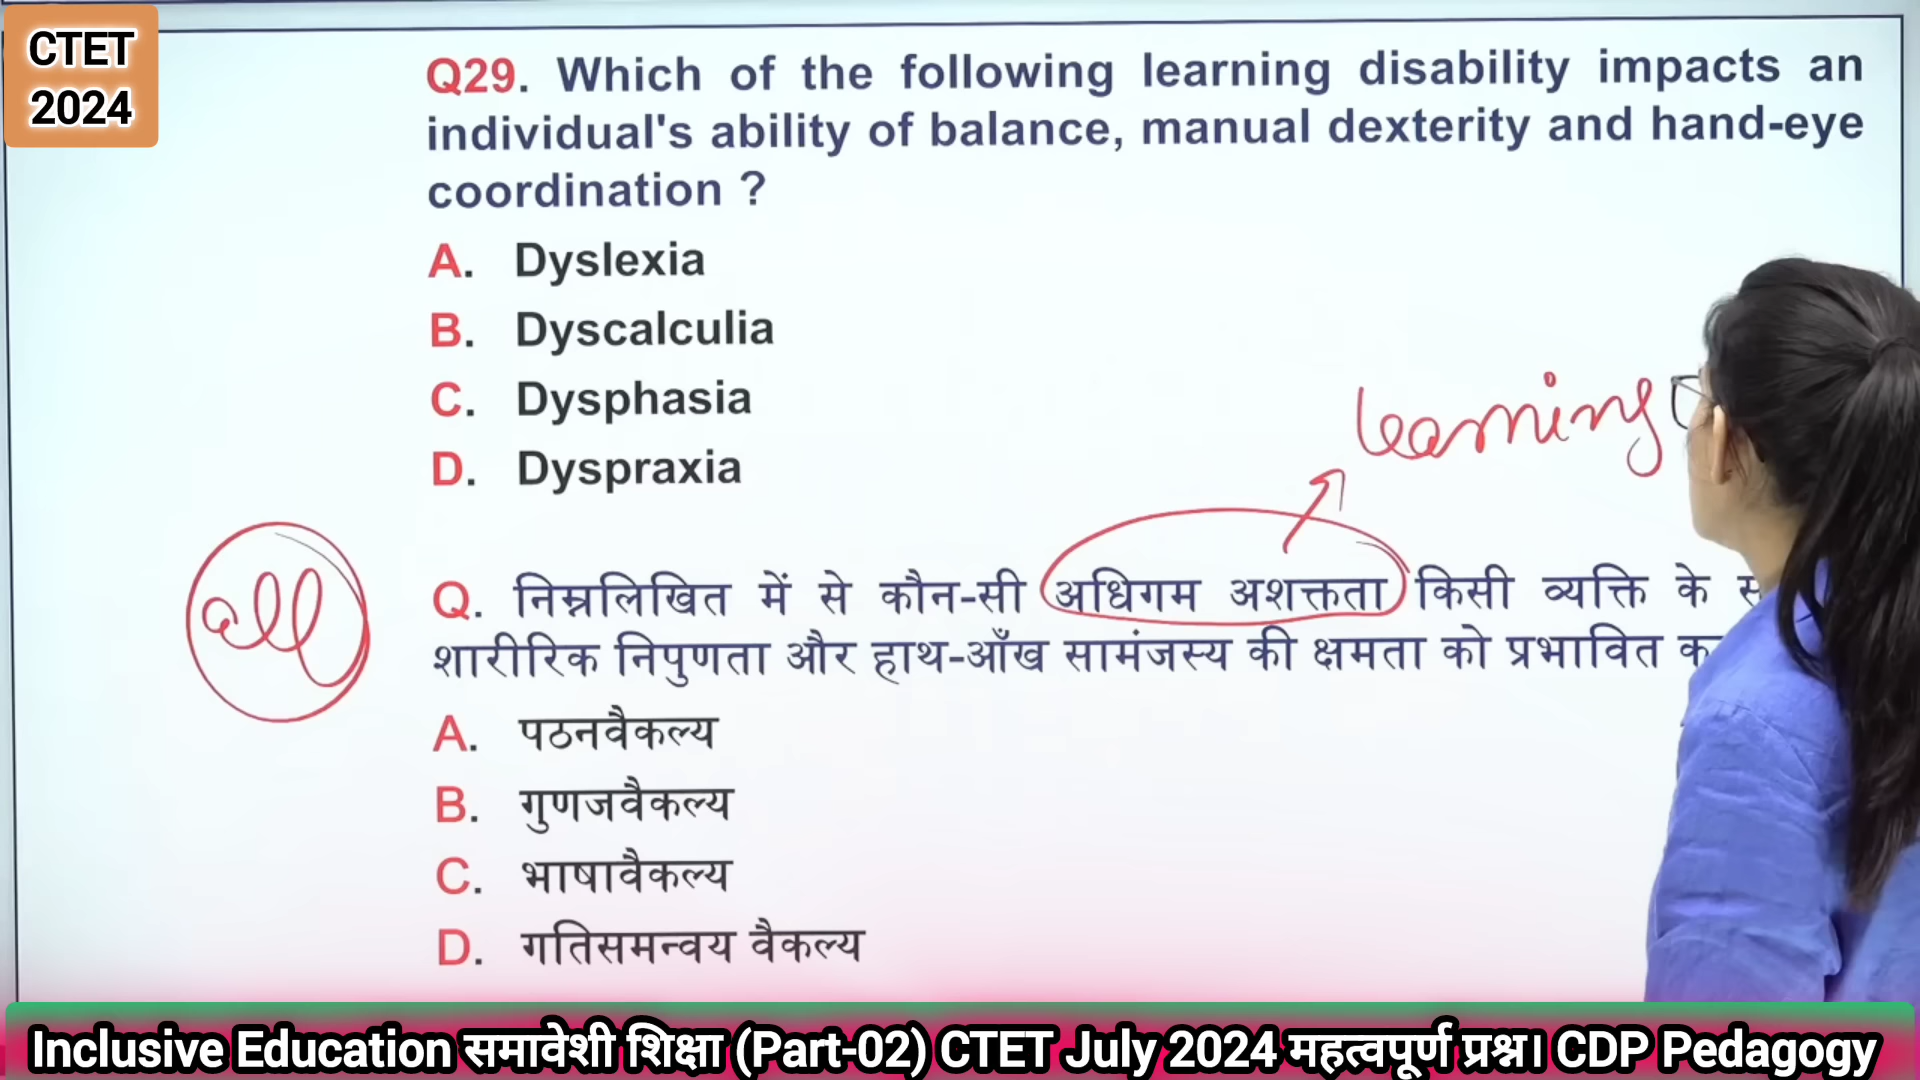 CTET
2024
Q29. Which of the following learning disability impacts an
individual's ability of balance, manual dexterity and hand-eye
coordination ?
A. Dyslexia
B. Dyscalculia
C. Dysphasia
D. Dyspraxia
learning
all
Q. निम्नलिखित में से कौन-सी अधिगम अशक्तता किसी व्यक्ति के
शारीरिक निपुणता और हाथ-आँख सामंजस्य की क्षमता को प्रभावित
A. पठनवैकल्य
B. गुणजवैकल्य
C. भाषावैकल्य
D. गतिसमन्वय वैकल्य
Inclusive Education समावेशी शिक्षा (Part-02) CTET July 2024 महत्वपूर्ण प्रश्न। CDP Pedagogy